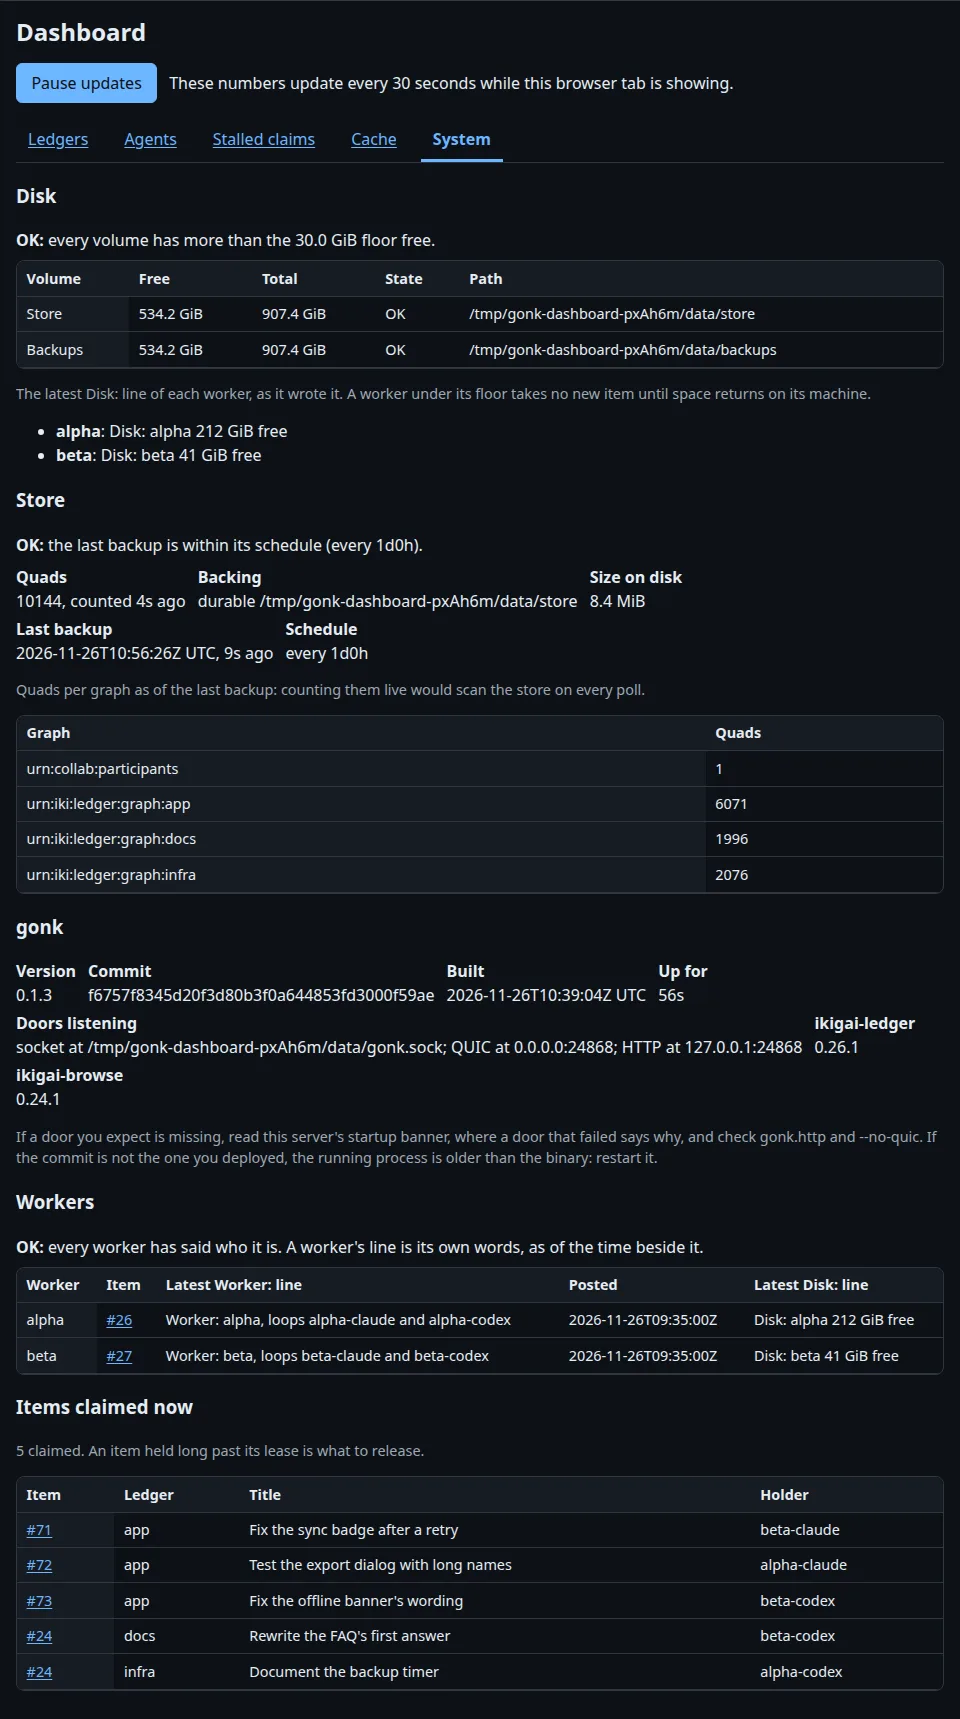 Dashboard
Pause updates These numbers update every 30 seconds while this browser tab is showing.
Ledgers Agents Stalled claims Cache System
Disk
OK: every volume has more than the 30.0 GiB floor free.
Volume Free Total State Path
Store 534.2 GiB 907.4 GiB OK /tmp/gonk-dashboard-pxAh6m/data/store
Backups 534.2 GiB 907.4 GiB OK /tmp/gonk-dashboard-pxAh6m/data/backups
The latest Disk: line of each worker, as it wrote it. A worker under its floor takes no new item until space returns on its machine.
• alpha: Disk: alpha 212 GiB free
• beta: Disk: beta 41 GiB free
Store
OK: the last backup is within its schedule (every 1d0h).
Quads Backing Size on disk
10144, counted 4s ago durable /tmp/gonk-dashboard-pxAh6m/data/store 8.4 MiB
Last backup Schedule
2026-11-26T10:56:26Z UTC, 9s ago every 1d0h
Quads per graph as of the last backup: counting them live would scan the store on every poll.
Graph Quads
urn:collab:participants 1
urn:iki:ledger:graph:app 6071
urn:iki:ledger:graph:docs 1996
urn:iki:ledger:graph:infra 2076
gonk
Version Commit Built Up for
0.1.3 f6757f8345d20f3d80b3f0a644853fd3000f59ae 2026-11-26T10:39:04Z UTC 56s
Doors listening ikigai-ledger
socket at /tmp/gonk-dashboard-pxAh6m/data/gonk.sock; QUIC at 0.0.0.0:24868; HTTP at 127.0.0.1:24868 0.26.1
ikigai-browse
0.24.1
If a door you expect is missing, read this server's startup banner, where a door that failed says why, and check gonk.http and --no-quic. If
the commit is not the one you deployed, the running process is older than the binary: restart it.
Workers
OK: every worker has said who it is. A worker's line is its own words, as of the time beside it.
Worker Item Latest Worker: line Posted Latest Disk: line
alpha #26 Worker: alpha, loops alpha-claude and alpha-codex 2026-11-26T09:35:00Z Disk: alpha 212 GiB free
beta #27 Worker: beta, loops beta-claude and beta-codex 2026-11-26T09:35:00Z Disk: beta 41 GiB free
Items claimed now
5 claimed. An item held long past its lease is what to release.
Item Ledger Title Holder
#71 app Fix the sync badge after a retry beta-claude
#72 app Test the export dialog with long names alpha-claude
#73 app Fix the offline banner's wording beta-codex
#24 docs Rewrite the FAQ's first answer beta-codex
#24 infra Document the backup timer alpha-codex